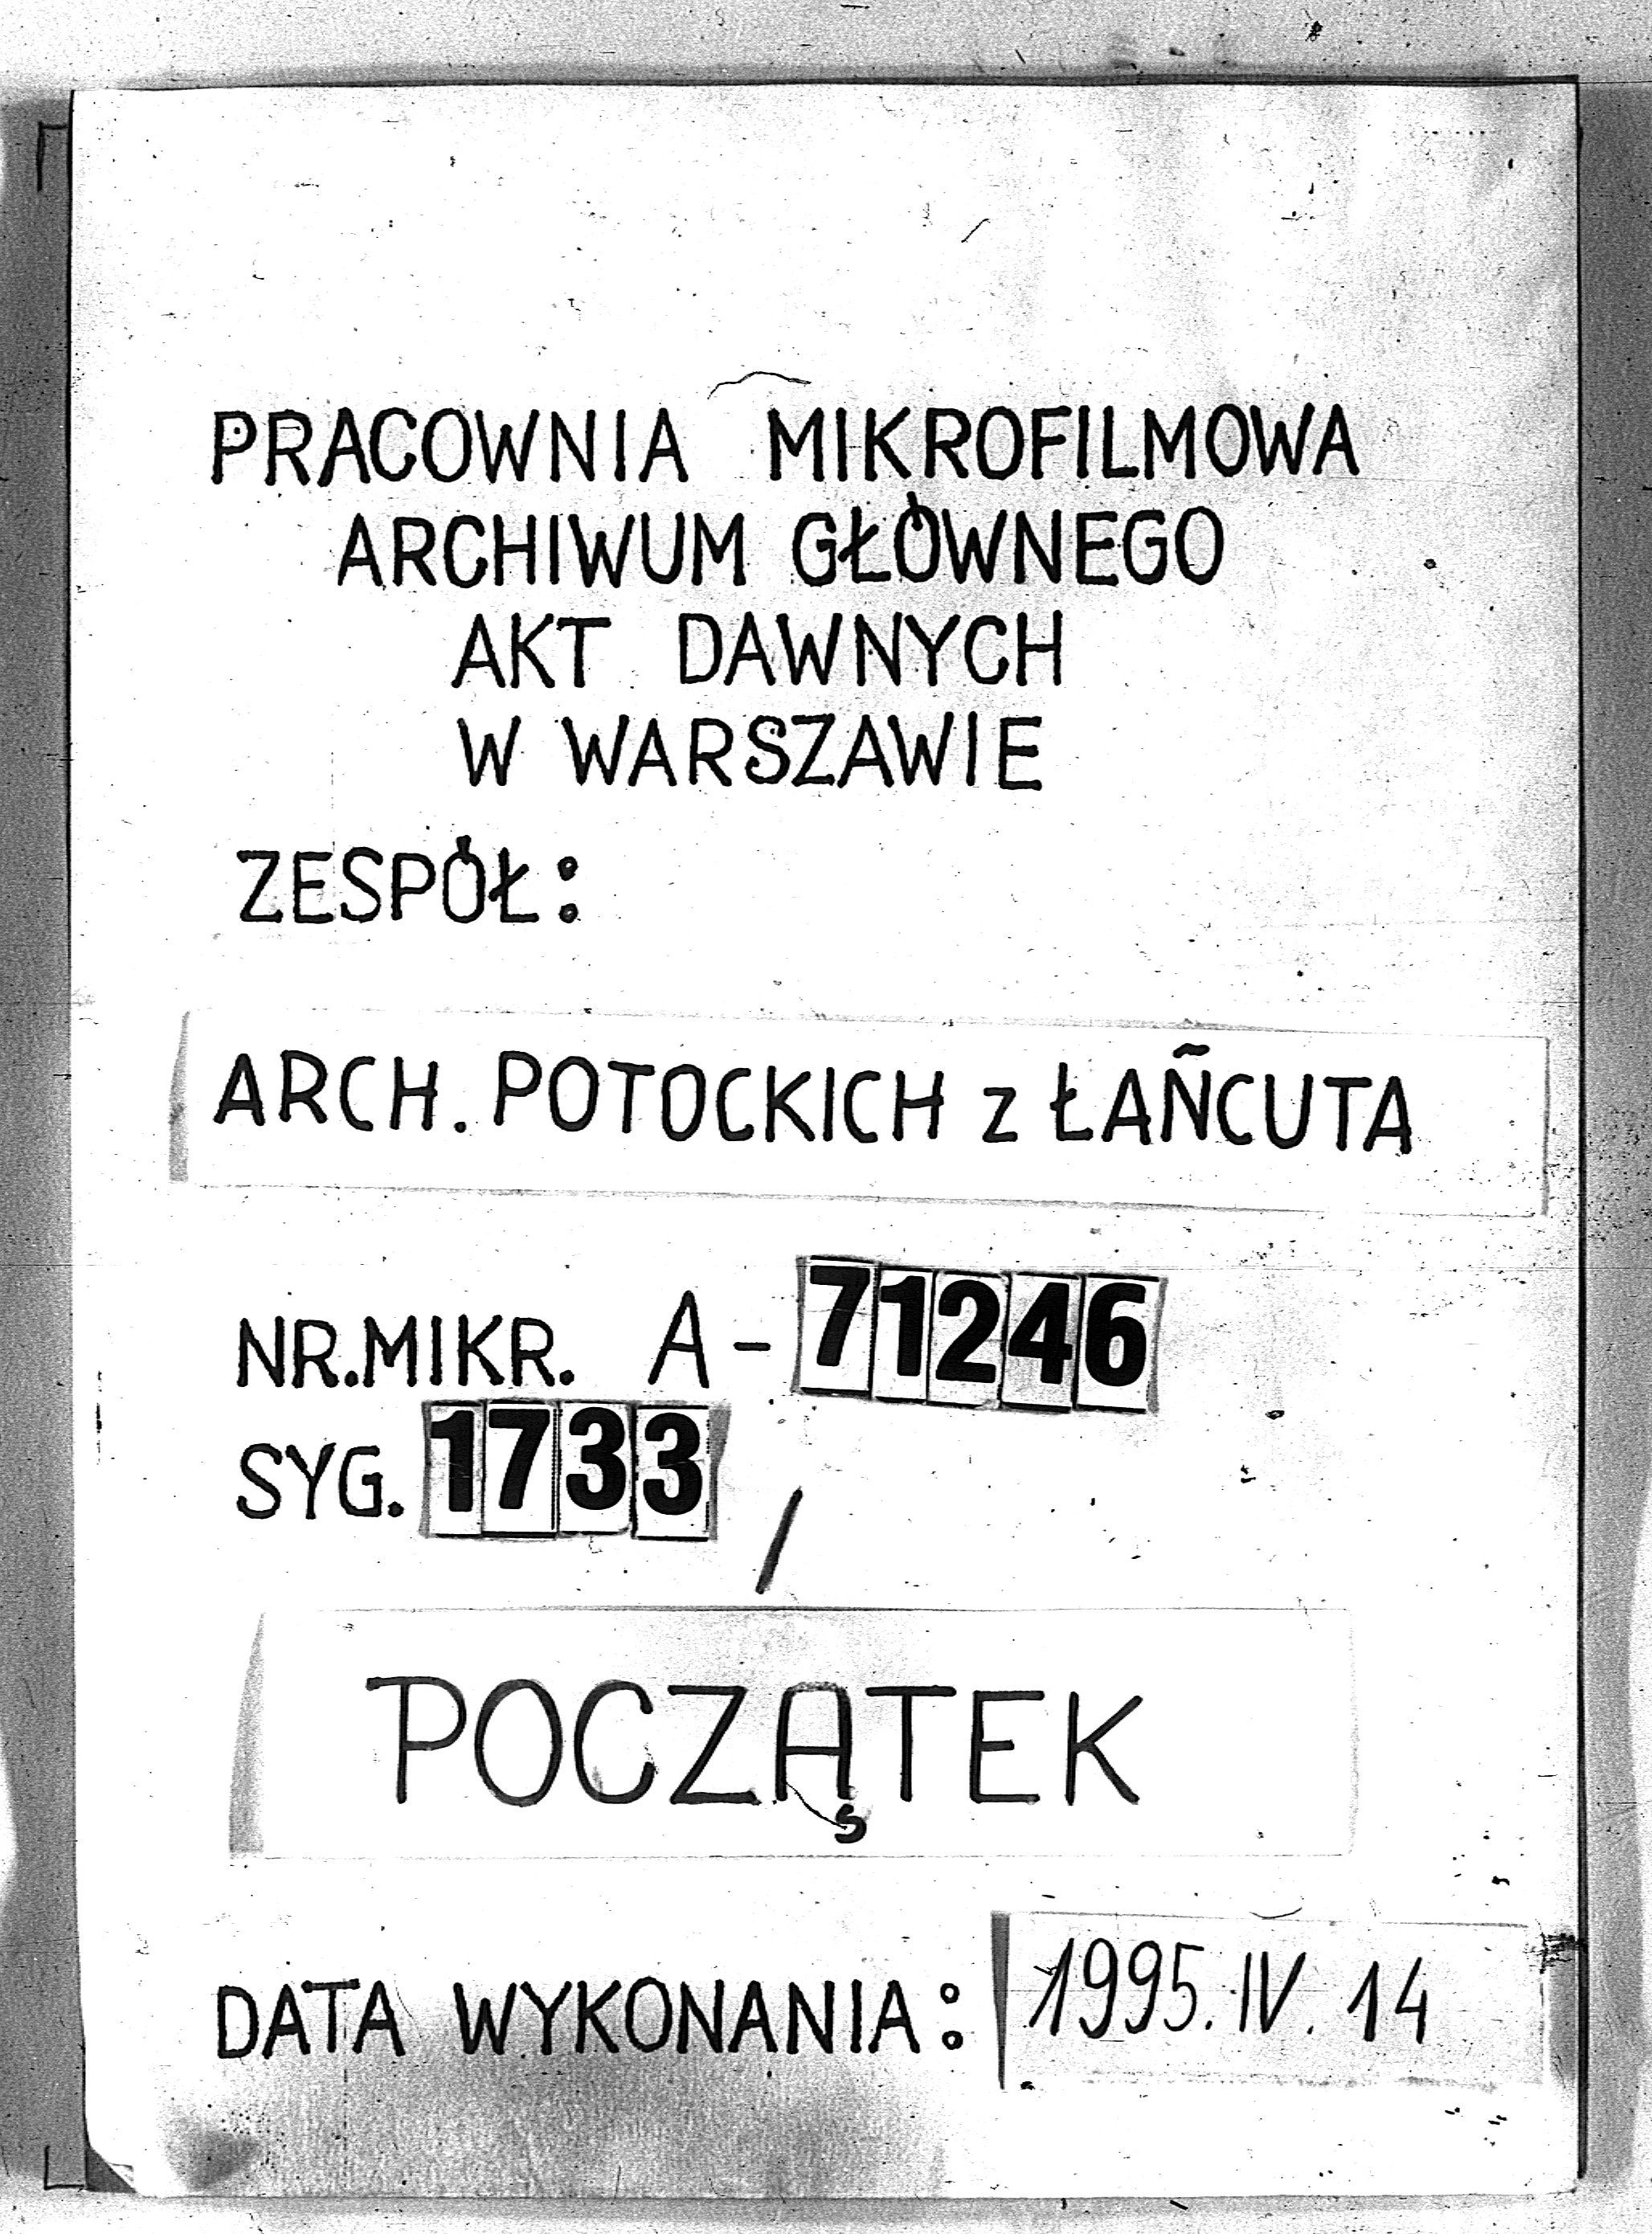 PRACOWNIA MIKROFILMOWA
ARCHIWUM GŁÓWNEGO
AKT DAWNYCH
W WARSZAWIE
ZESPÓŁ:
ARCH. POTOCKICH z ŁAŃCUTA
NR.MIKR. A-71246
SYG. 1733 /
POCZĄTEK
DATA WYKONANIA: 1995.IV.14